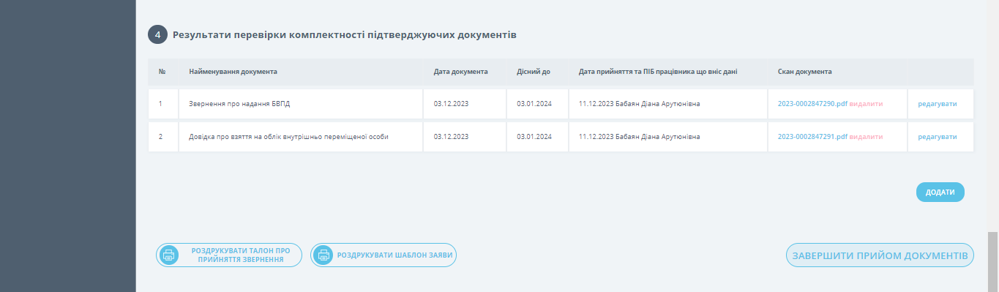 4 Результати перевірки комплектності підтверджуючих документів
№ Найменування документа Дата документа Дісний до Дата прийняття та ПІБ працівника що вніс дані Скан документа
1 Звернення про надання БВПД 03.12.2023 03.01.2024 11.12.2023 Бабаян Діана Арутюнівна 2023-0002847290.pdf видалити редагувати
2 Довідка про взяття на облік внутрішньо переміщеної особи 03.12.2023 03.01.2024 11.12.2023 Бабаян Діана Арутюнівна 2023-0002847291.pdf видалити редагувати
ДОДАТИ
РОЗДРУКУВАТИ ТАЛОН ПРО
ПРИЙНЯТТЯ ЗВЕРНЕННЯ
РОЗДРУКУВАТИ ШАБЛОН ЗАЯВИ
ЗАВЕРШИТИ ПРИЙОМ ДОКУМЕНТІВ